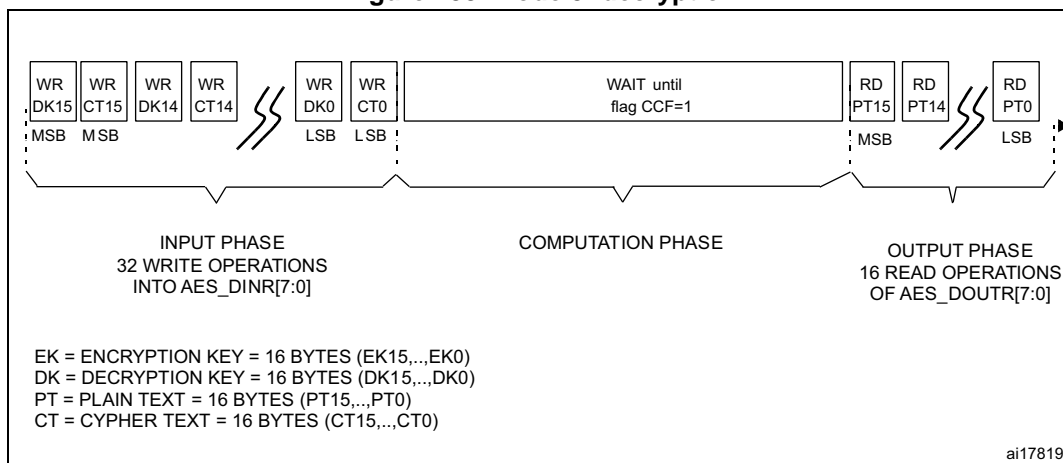 WR WR WR WR WR WR WAIT until RD RD RD
DK15 CT15 DK14 CT14 DK0 CT0 flag CCF=1 PT15 PT14 PT0
MSB MSB LSB LSB MSB LSB
INPUT PHASE
32 WRITE OPERATIONS
INTO AES_DINR[7:0]
COMPUTATION PHASE
OUTPUT PHASE
16 READ OPERATIONS
OF AES_DOUTR[7:0]
EK = ENCRYPTION KEY = 16 BYTES (EK15,..,EK0)
DK = DECRYPTION KEY = 16 BYTES (DK15,..,DK0)
PT = PLAIN TEXT = 16 BYTES (PT15,..,PT0)
CT = CYPHER TEXT = 16 BYTES (CT15,..,CT0)
ai17819